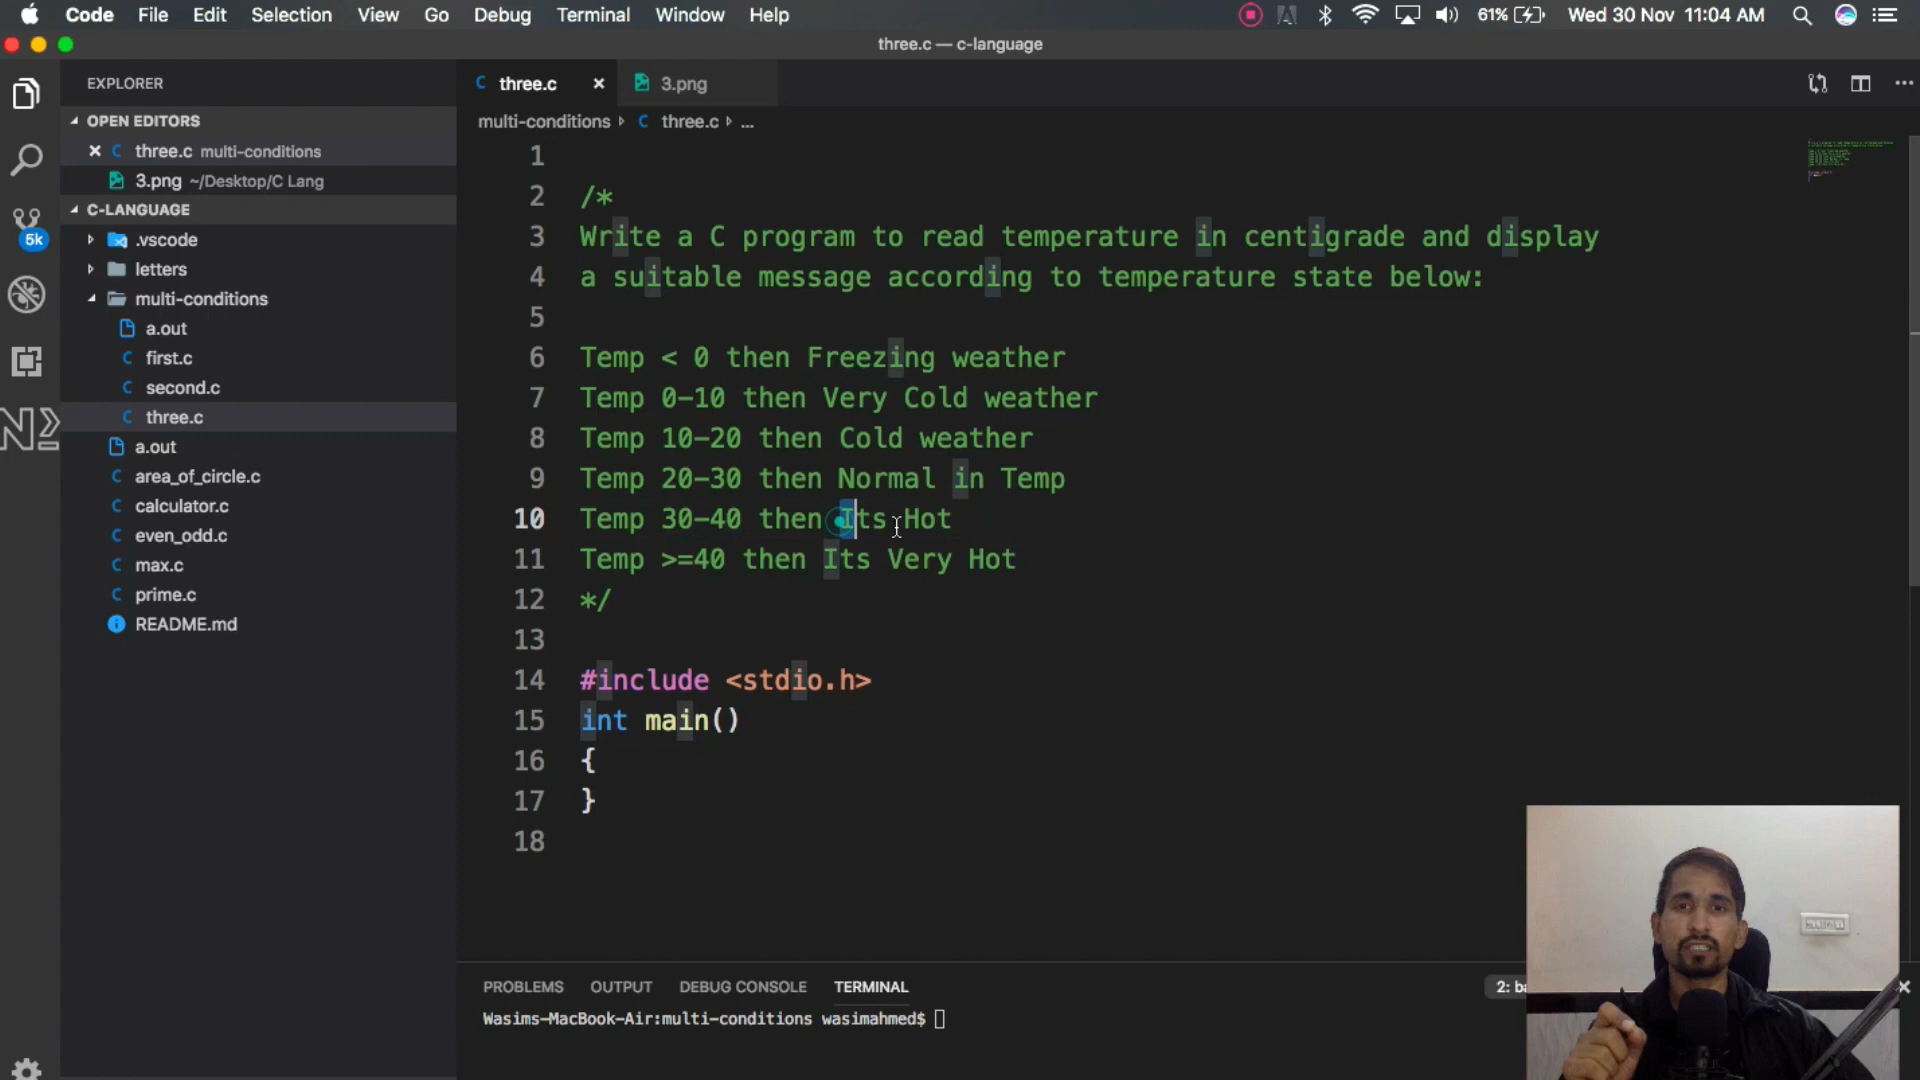 Code File Edit Selection View Go Debug Terminal Window Help 61% Wed 30 Nov 11:04 AM
three.c — c-language
EXPLORER
OPEN EDITORS
three.c multi-conditions
3.png ~/Desktop/C Lang
C-LANGUAGE
.vscode
letters
multi-conditions
a.out
first.c
second.c
three.c
a.out
area_of_circle.c
calculator.c
even_odd.c
max.c
prime.c
README.md
5k
three.c 3.png
multi-conditions three.c ...
1
2 /*
3 Write a C program to read temperature in centigrade and display
4 a suitable message according to temperature state below:
5
6 Temp < 0 then Freezing weather
7 Temp 0-10 then Very Cold weather
8 Temp 10-20 then Cold weather
9 Temp 20-30 then Normal in Temp
10 Temp 30-40 then Its Hot
11 Temp >=40 then Its Very Hot
12 */
13
14 #include <stdio.h>
15 int main()
16 {
17 }
18
PROBLEMS OUTPUT DEBUG CONSOLE TERMINAL 2: ba
Wasims-MacBook-Air:multi-conditions wasimahmed$